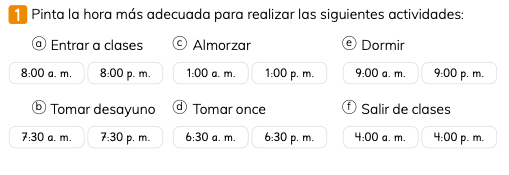 1 Pinta la hora más adecuada para realizar las siguientes actividades:
a Entrar a clases
8:00 a. m. 8:00 p. m.
b Tomar desayuno
7:30 a. m. 7:30 p. m.
c Almorzar
1:00 a. m. 1:00 p. m.
d Tomar once
6:30 a. m. 6:30 p. m.
e Dormir
9:00 a. m. 9:00 p. m.
f Salir de clases
4:00 a. m. 4:00 p. m.